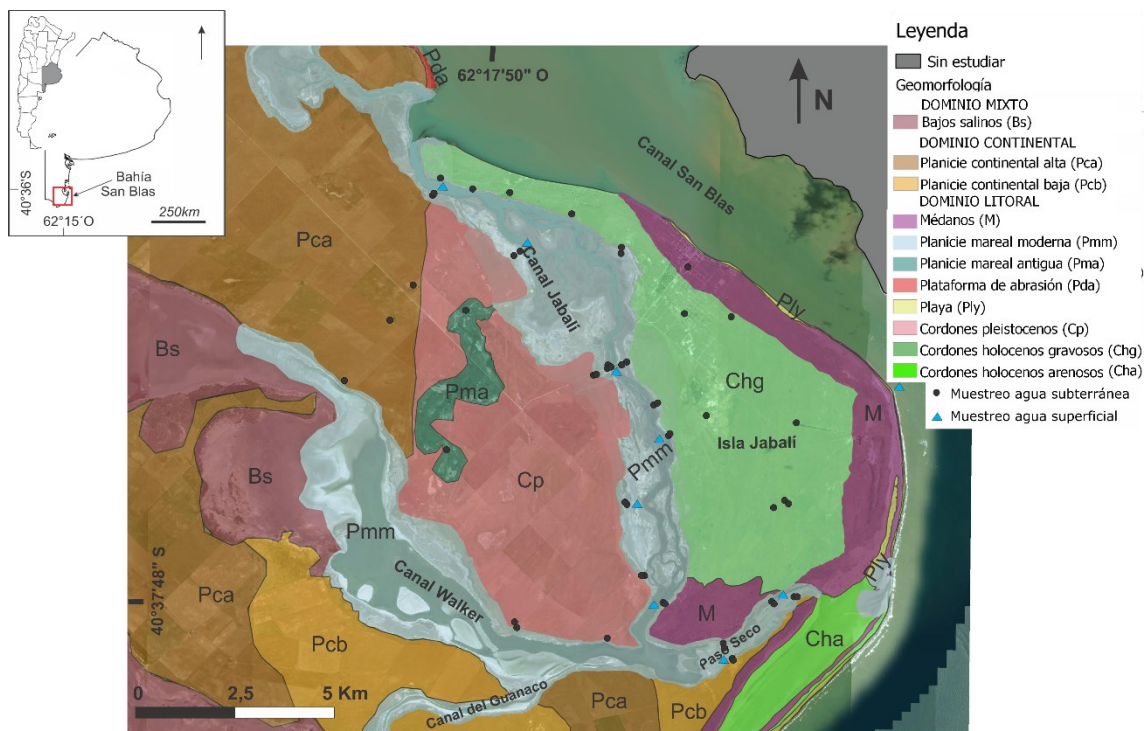 40°36'S
62°15´O
Bahía
San Blas
250km
62°17'50" O
40°37'48" S
N
Pda
Canal San Blas
Pca
Canal Jabalí
Ply
Bs
Pma
Chg
M
Isla Jabalí
Bs
Cp
Pmm
Pmm
Canal Walker
Ply
Pca
M
Cha
Pcb
Paso Seco
Canal del Guanaco
Pca
Pcb
0 2,5 5 Km
Leyenda
Sin estudiar
Geomorfología
DOMINIO MIXTO
Bajos salinos (Bs)
DOMINIO CONTINENTAL
Planicie continental alta (Pca)
Planicie continental baja (Pcb)
DOMINIO LITORAL
Médanos (M)
Planicie mareal moderna (Pmm)
Planicie mareal antigua (Pma)
Plataforma de abrasión (Pda)
Playa (Ply)
Cordones pleistocenos (Cp)
Cordones holocenos gravosos (Chg)
Cordones holocenos arenosos (Cha)
Muestreo agua subterránea
Muestreo agua superficial